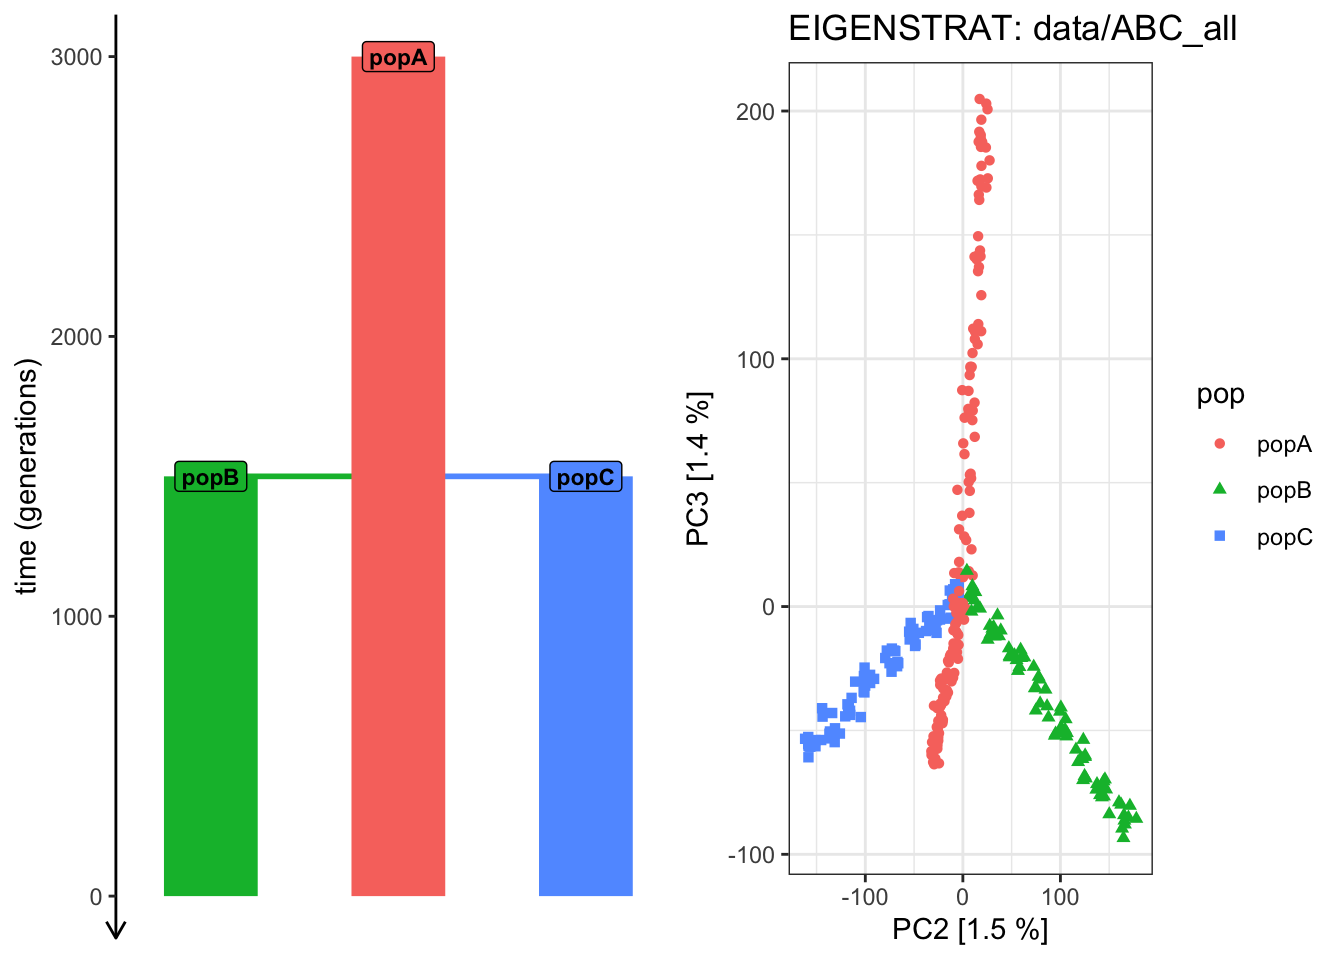 time (generations)
3000
2000
1000
0
popA
popB
popC
EIGENSTRAT: data/ABC_all
PC3 [1.4 %]
200
100
0
-100
-100
0
100
PC2 [1.5 %]
pop
popA
popB
popC